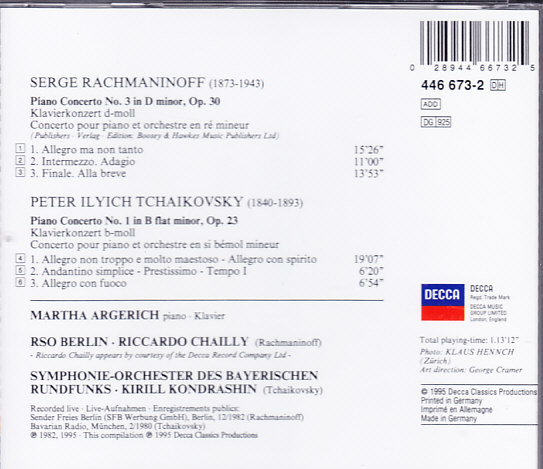 SERGE RACHMANINOFF (1873-1943)
Piano Concerto No. 3 in D minor, Op. 30
Klavierkonzert d-moll
Concerto pour piano et orchestre en ré mineur
(Publishers · Verlag · Edition: Boosey & Hawkes Music Publishers Ltd)
1 1. Allegro ma non tanto 15'26"
2 2. Intermezzo. Adagio 11'00"
3 3. Finale. Alla breve 13'53"
PETER ILYICH TCHAIKOVSKY (1840-1893)
Piano Concerto No. 1 in B flat minor, Op. 23
Klavierkonzert b-moll
Concerto pour piano et orchestre en si bémol mineur
4 1. Allegro non troppo e molto maestoso - Allegro con spirito 19'07"
5 2. Andantino simplice - Prestissimo - Tempo I 6'20"
6 3. Allegro con fuoco 6'54"
MARTHA ARGERICH piano · Klavier
RSO BERLIN · RICCARDO CHAILLY (Rachmaninoff)
- Riccardo Chailly appears by courtesy of the Decca Record Company Ltd -
SYMPHONIE-ORCHESTER DES BAYERISCHEN
RUNDFUNKS · KIRILL KONDRASHIN (Tchaikovsky)
Recorded live · Live-Aufnahmen · Enregistrements publics:
Sender Freies Berlin (SFB Werbung GmbH), Berlin, 12/1982 (Rachmaninoff)
Bavarian Radio, München, 2/1980 (Tchaikovsky)
℗ 1982, 1995 · This compilation ℗ 1995 Decca Classics Productions
0 28944 66732 5
446 673-2 DH
ADD
DG 925
DECCA
DECCA
Regd. Trade Mark
DECCA MUSIC
GROUP LIMITED
London, England
Total playing-time: 1.13'12"
Photo: KLAUS HENNCH
(Zürich)
Art direction: George Cramer
© 1995 Decca Classics Productions
Printed in Germany
Imprimé en Allemagne
Made in Germany